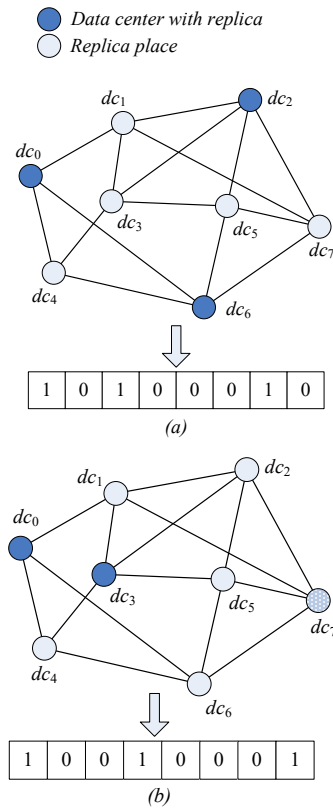 Data center with replica
Replica place
dc1
dc2
dc0
dc3
dc5
dc7
dc4
dc6
1 0 1 0 0 0 1 0
(a)
dc2
dc1
dc0
dc3
dc5
dc7
dc4
dc6
1 0 0 1 0 0 0 1
(b)